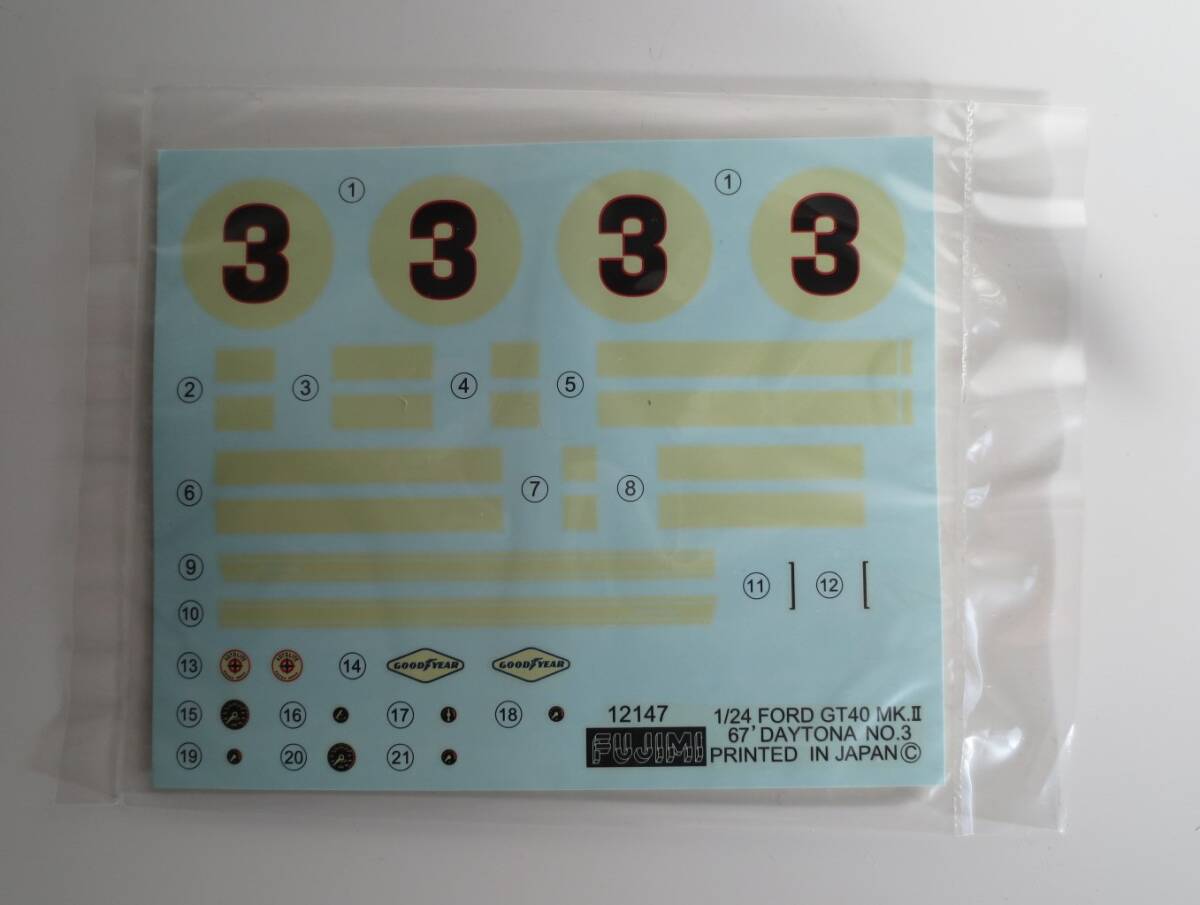 ① ①
3 3 3 3
② ③ ④ ⑤
⑥ ⑦ ⑧
⑨
⑪ ⑫
⑩
⑬ AUTOLITE AUTOLITE ⑭ GOODYEAR GOODYEAR
⑮ ⑯ ⑰ ⑱ 12147 1/24 FORD GT40 MK.Ⅱ
67' DAYTONA NO.3
⑲ ⑳ ㉑ FUJIMI PRINTED IN JAPAN©